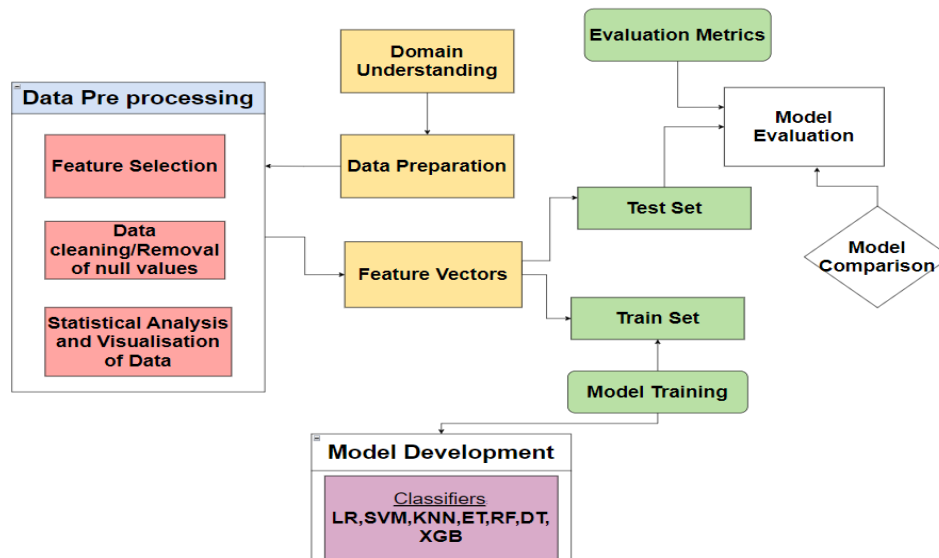 Evaluation Metrics
Domain
Understanding
Data Pre processing
Model
Evaluation
Feature Selection
Data Preparation
Test Set
Data
cleaning/Removal
of null values
Feature Vectors
Model
Comparison
Statistical Analysis
and Visualisation
of Data
Train Set
Model Training
Model Development
Classifiers
LR,SVM,KNN,ET,RF,DT,
XGB